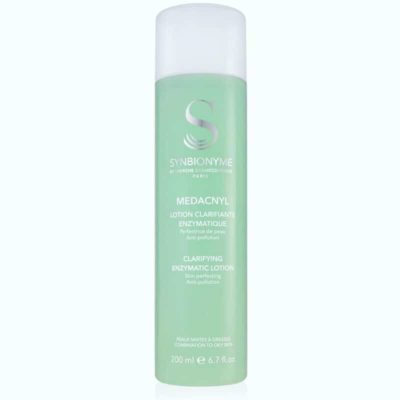 S
SYNBIONYME
PARIS
MEDACNYL
LOTION CLARIFIANTE
ENZYMATIQUE
Perfectrice de peau
Anti-pollution
CLARIFYING
ENZYMATIC LOTION
Skin perfecting
Anti-pollution
PEAUX MIXTES À GRASSES
COMBINATION TO OILY SKIN
200 ml e 6.7 fl.oz